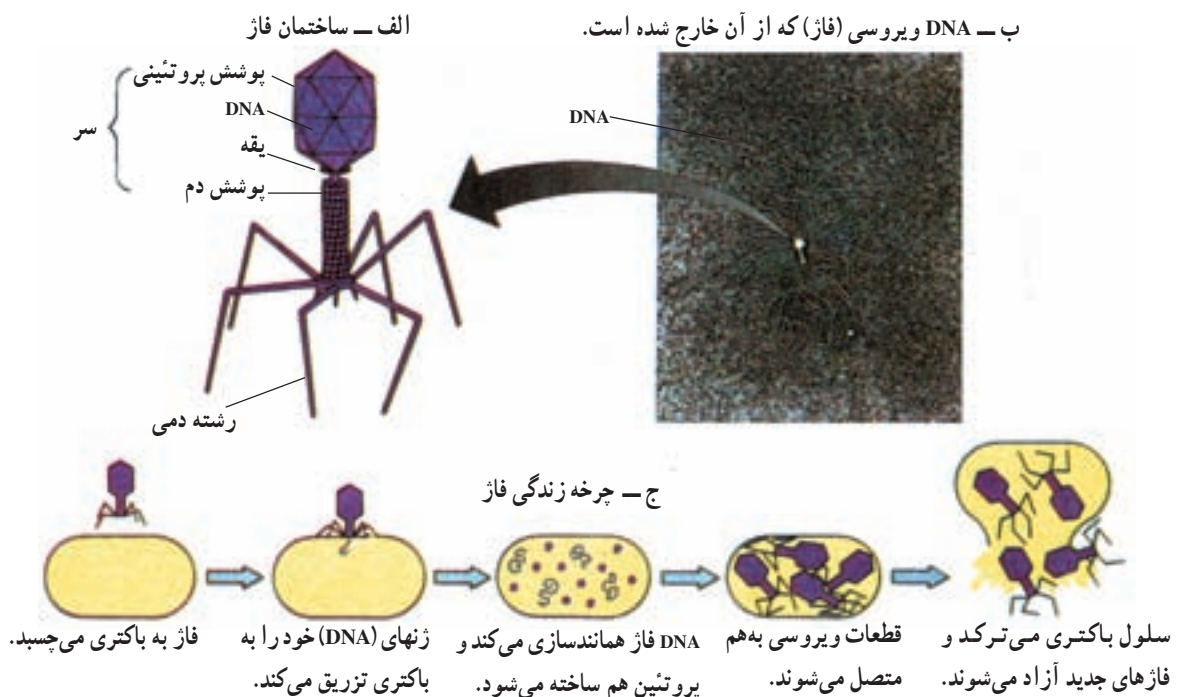 الف ــ ساختمان فاژ
پوشش پروتئینی
DNA
سر
یقه
پوشش دم
رشته دمی
ب ــ DNA ویروسی (فاژ) که از آن خارج شده است.
DNA
ج ــ چرخه زندگی فاژ
فاژ به باکتری می‌چسبد.
ژنهای (DNA) خود را به
باکتری تزریق می‌کند.
DNA فاژ همانندسازی می‌کند و
پروتئین هم ساخته می‌شود.
قطعات ویروسی به‌هم
متصل می‌شوند.
سلول باکتری می‌ترکد و
فاژهای جدید آزاد می‌شوند.